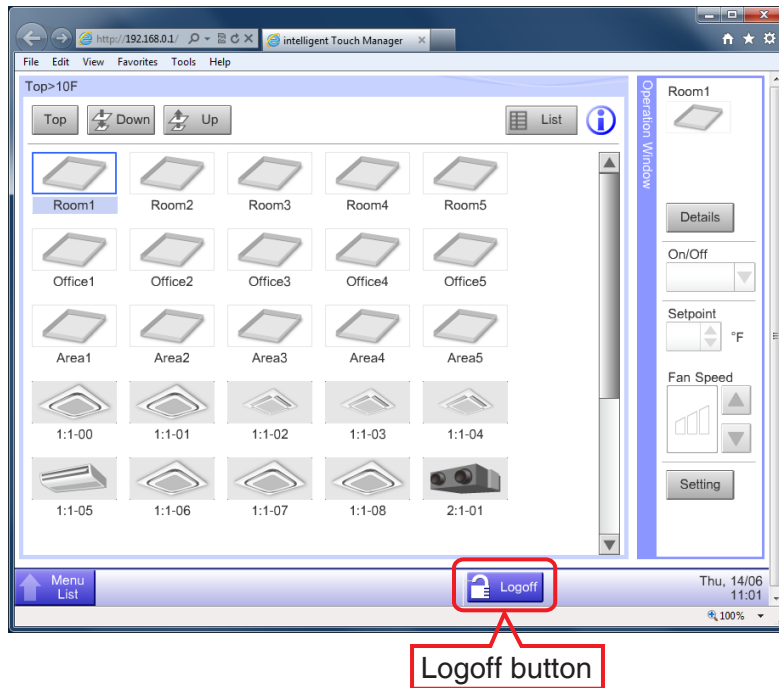 http://192.168.0.1/
intelligent Touch Manager
File Edit View Favorites Tools Help
Top>10F
Top Down Up List
Room1 Room2 Room3 Room4 Room5
Office1 Office2 Office3 Office4 Office5
Area1 Area2 Area3 Area4 Area5
1:1-00 1:1-01 1:1-02 1:1-03 1:1-04
1:1-05 1:1-06 1:1-07 1:1-08 2:1-01
Operation Window
Room1
Details
On/Off
Setpoint
°F
Fan Speed
Setting
Menu
List
Logoff
Thu, 14/06
11:01
100%
Logoff button